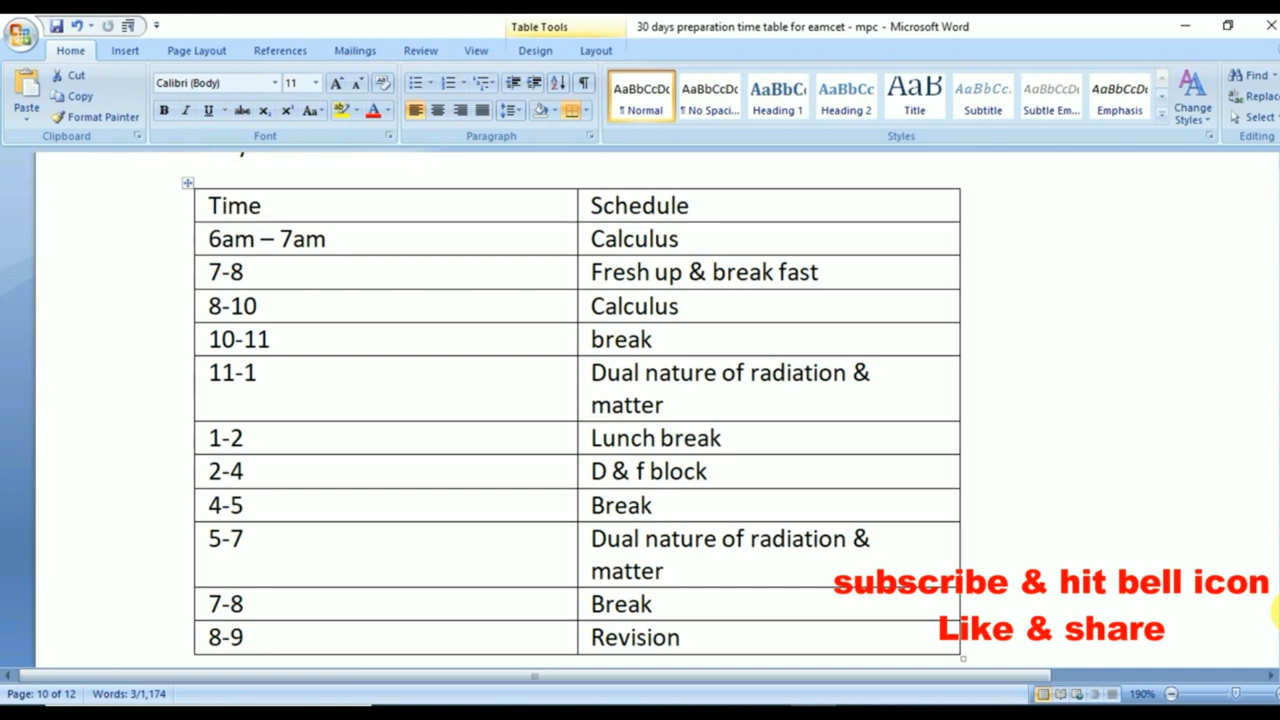 Table Tools
30 days preparation time table for eamcet - mpc - Microsoft Word
Home Insert Page Layout References Mailings Review View Design Layout
Paste
Cut
Copy
Format Painter
Clipboard
Calibri (Body) 11
Font
Paragraph
AaBbCcDc AaBbCcDc AaBbC AaBbCc AaB AaBbCc. AaBbCcDc AaBbCcDc
¶ Normal ¶ No Spaci... Heading 1 Heading 2 Title Subtitle Subtle Em... Emphasis
Change Styles
Styles
Find
Replac
Select
Editing
Time Schedule
6am – 7am Calculus
7-8 Fresh up & break fast
8-10 Calculus
10-11 break
11-1 Dual nature of radiation &
matter
1-2 Lunch break
2-4 D & f block
4-5 Break
5-7 Dual nature of radiation &
matter
7-8 Break
8-9 Revision
subscribe & hit bell icon
Like & share
Page: 10 of 12 Words: 3/1,174 190%